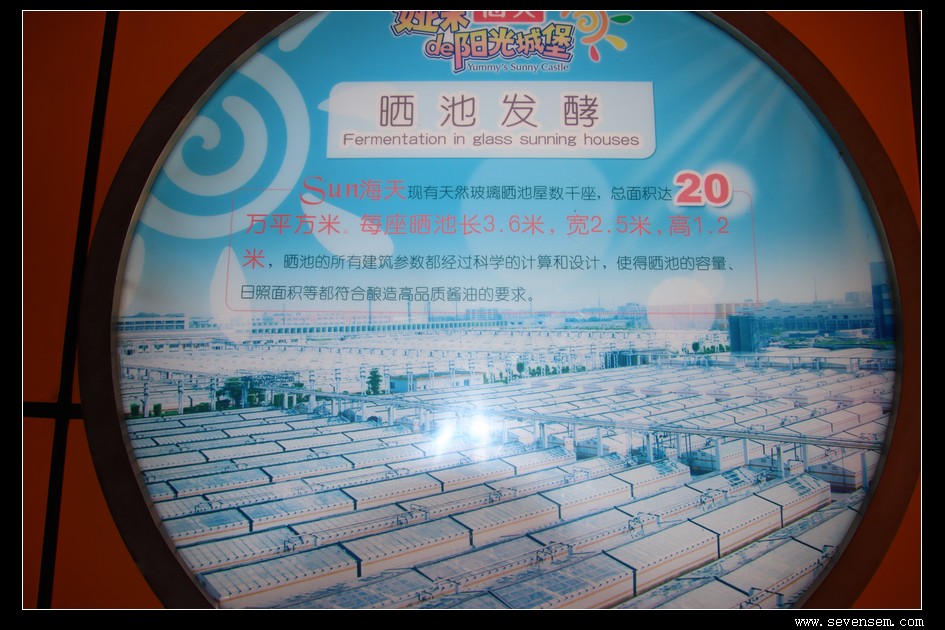 娅米 海天
de阳光城堡
Yummy's Sunny Castle
晒池发酵
Fermentation in glass sunning houses
Sun海天现有天然玻璃晒池屋数千座，总面积达20
万平方米。每座晒池长3.6米，宽2.5米，高1.2
米，晒池的所有建筑参数都经过科学的计算和设计，使得晒池的容量、
日照面积等都符合酿造高品质酱油的要求。
www.sevensem.com